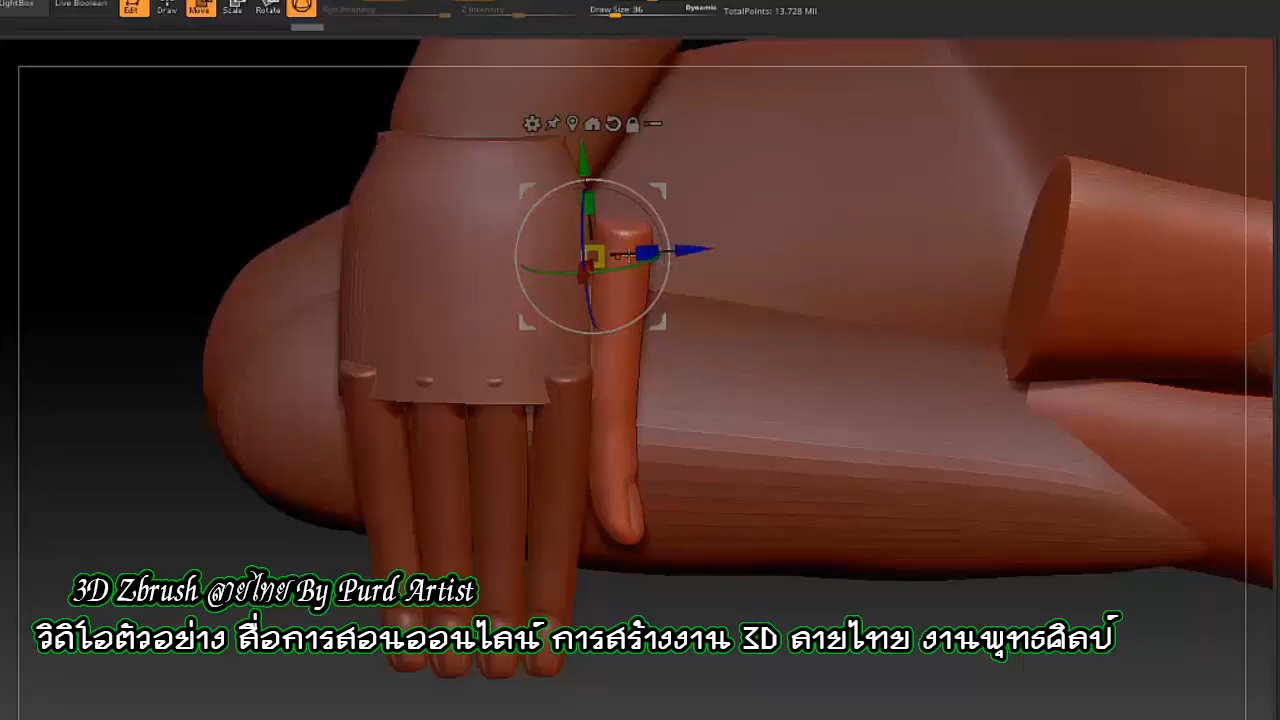 LightBox Live Boolean Edit Draw Move Scale Rotate Rgb Intensity Z Intensity Draw Size 36 Dynamic TotalPoints: 13.728 Mil
3D Zbrush ลายไทย By Purd Artist
วิดีโอตัวอย่าง สื่อการสอนออนไลน์ การสร้างงาน 3D ลายไทย งานพุทธศิลป์